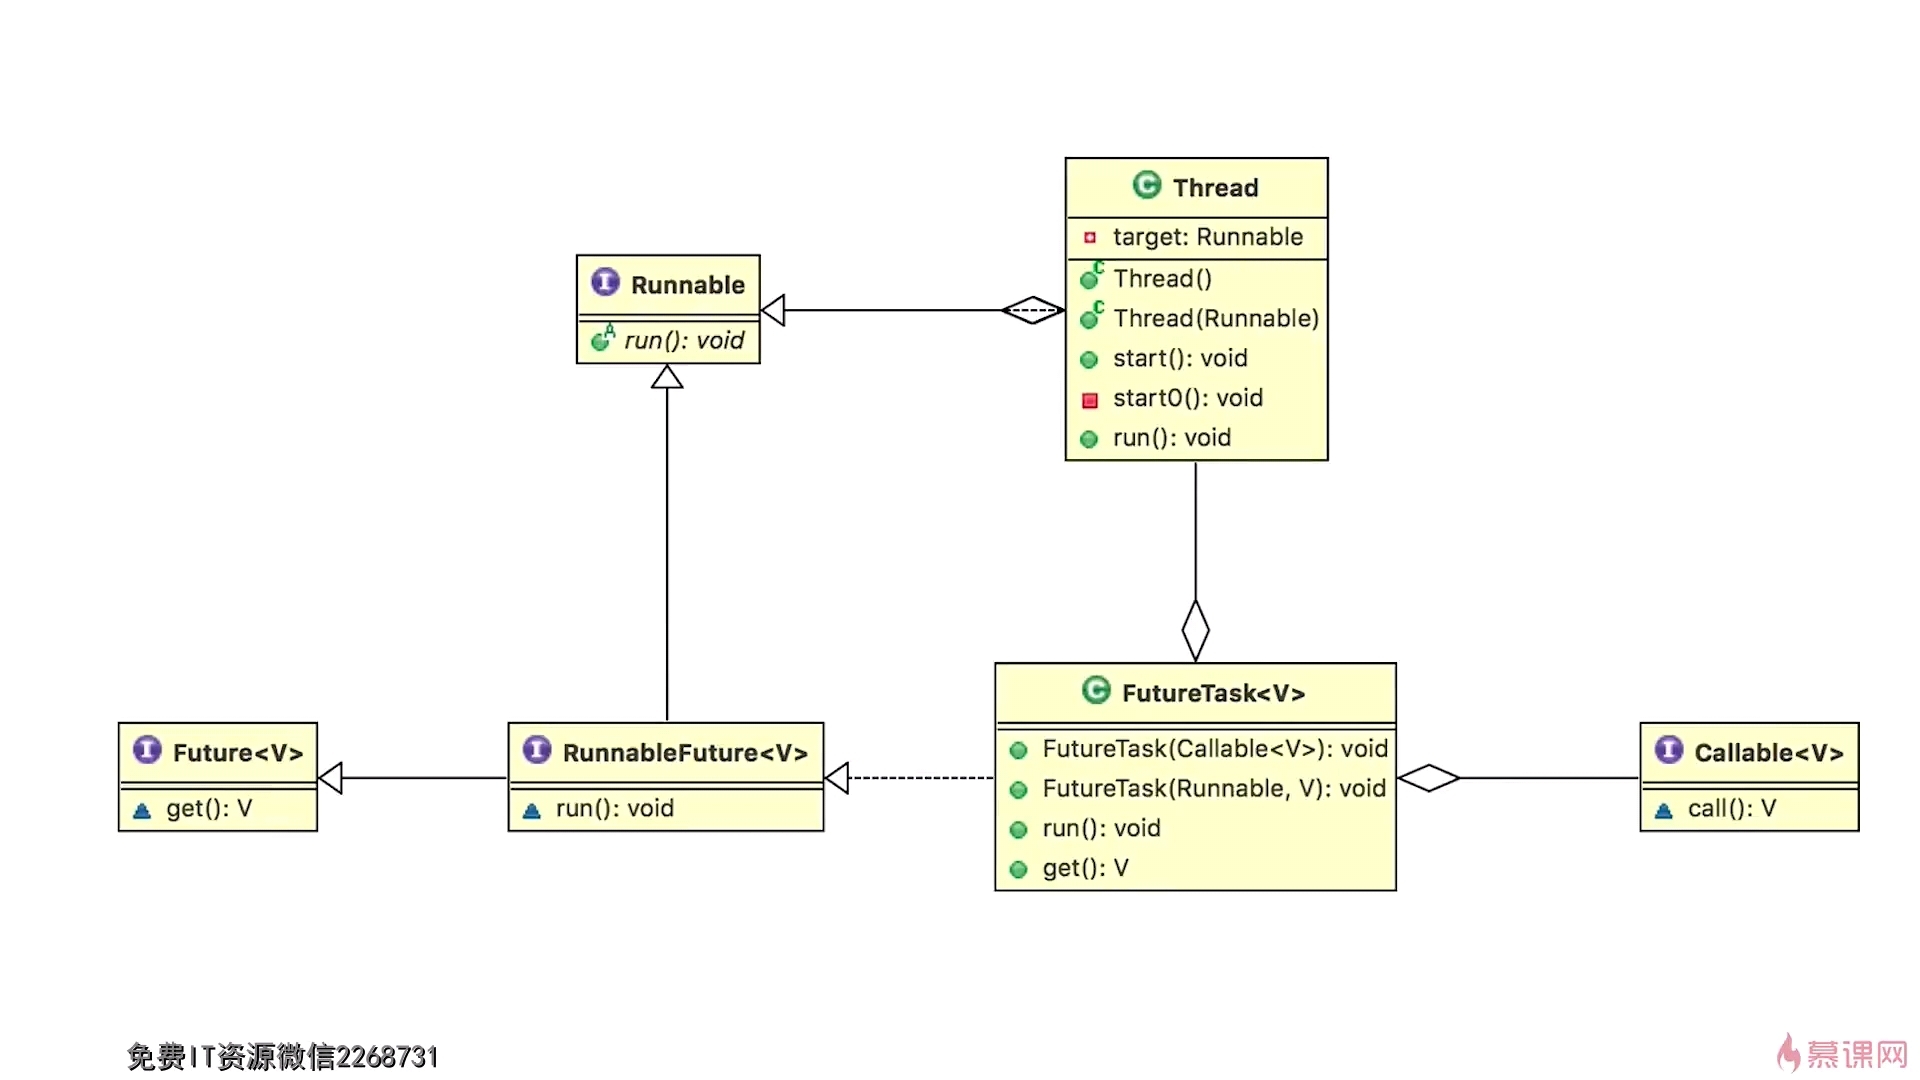 Thread
target: Runnable
Thread()
Thread(Runnable)
start(): void
start0(): void
run(): void
Runnable
run(): void
FutureTask<V>
FutureTask(Callable<V>): void
FutureTask(Runnable, V): void
run(): void
get(): V
Future<V>
get(): V
RunnableFuture<V>
run(): void
Callable<V>
call(): V
免费IT资源微信2268731
慕课网